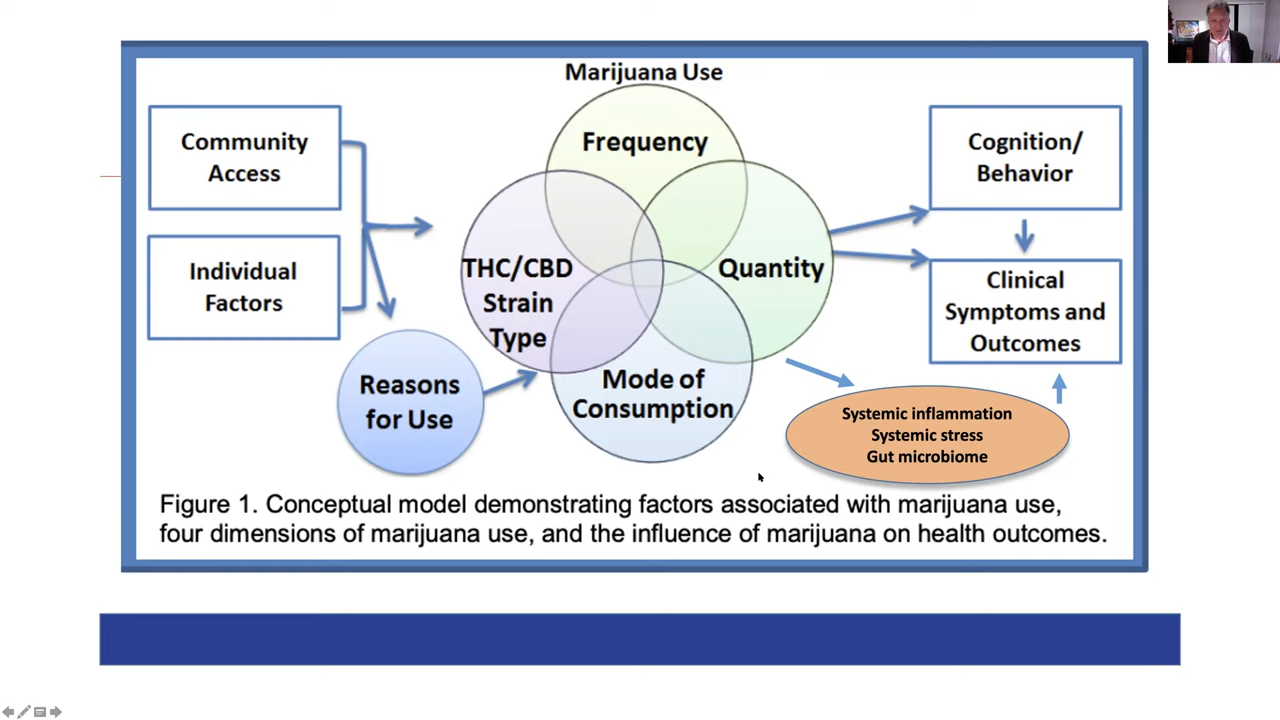 Marijuana Use
Community
Access
Individual
Factors
Reasons
for Use
Frequency
THC/CBD
Strain
Type
Quantity
Mode of
Consumption
Cognition/
Behavior
Clinical
Symptoms and
Outcomes
Systemic inflammation
Systemic stress
Gut microbiome
Figure 1. Conceptual model demonstrating factors associated with marijuana use,
four dimensions of marijuana use, and the influence of marijuana on health outcomes.